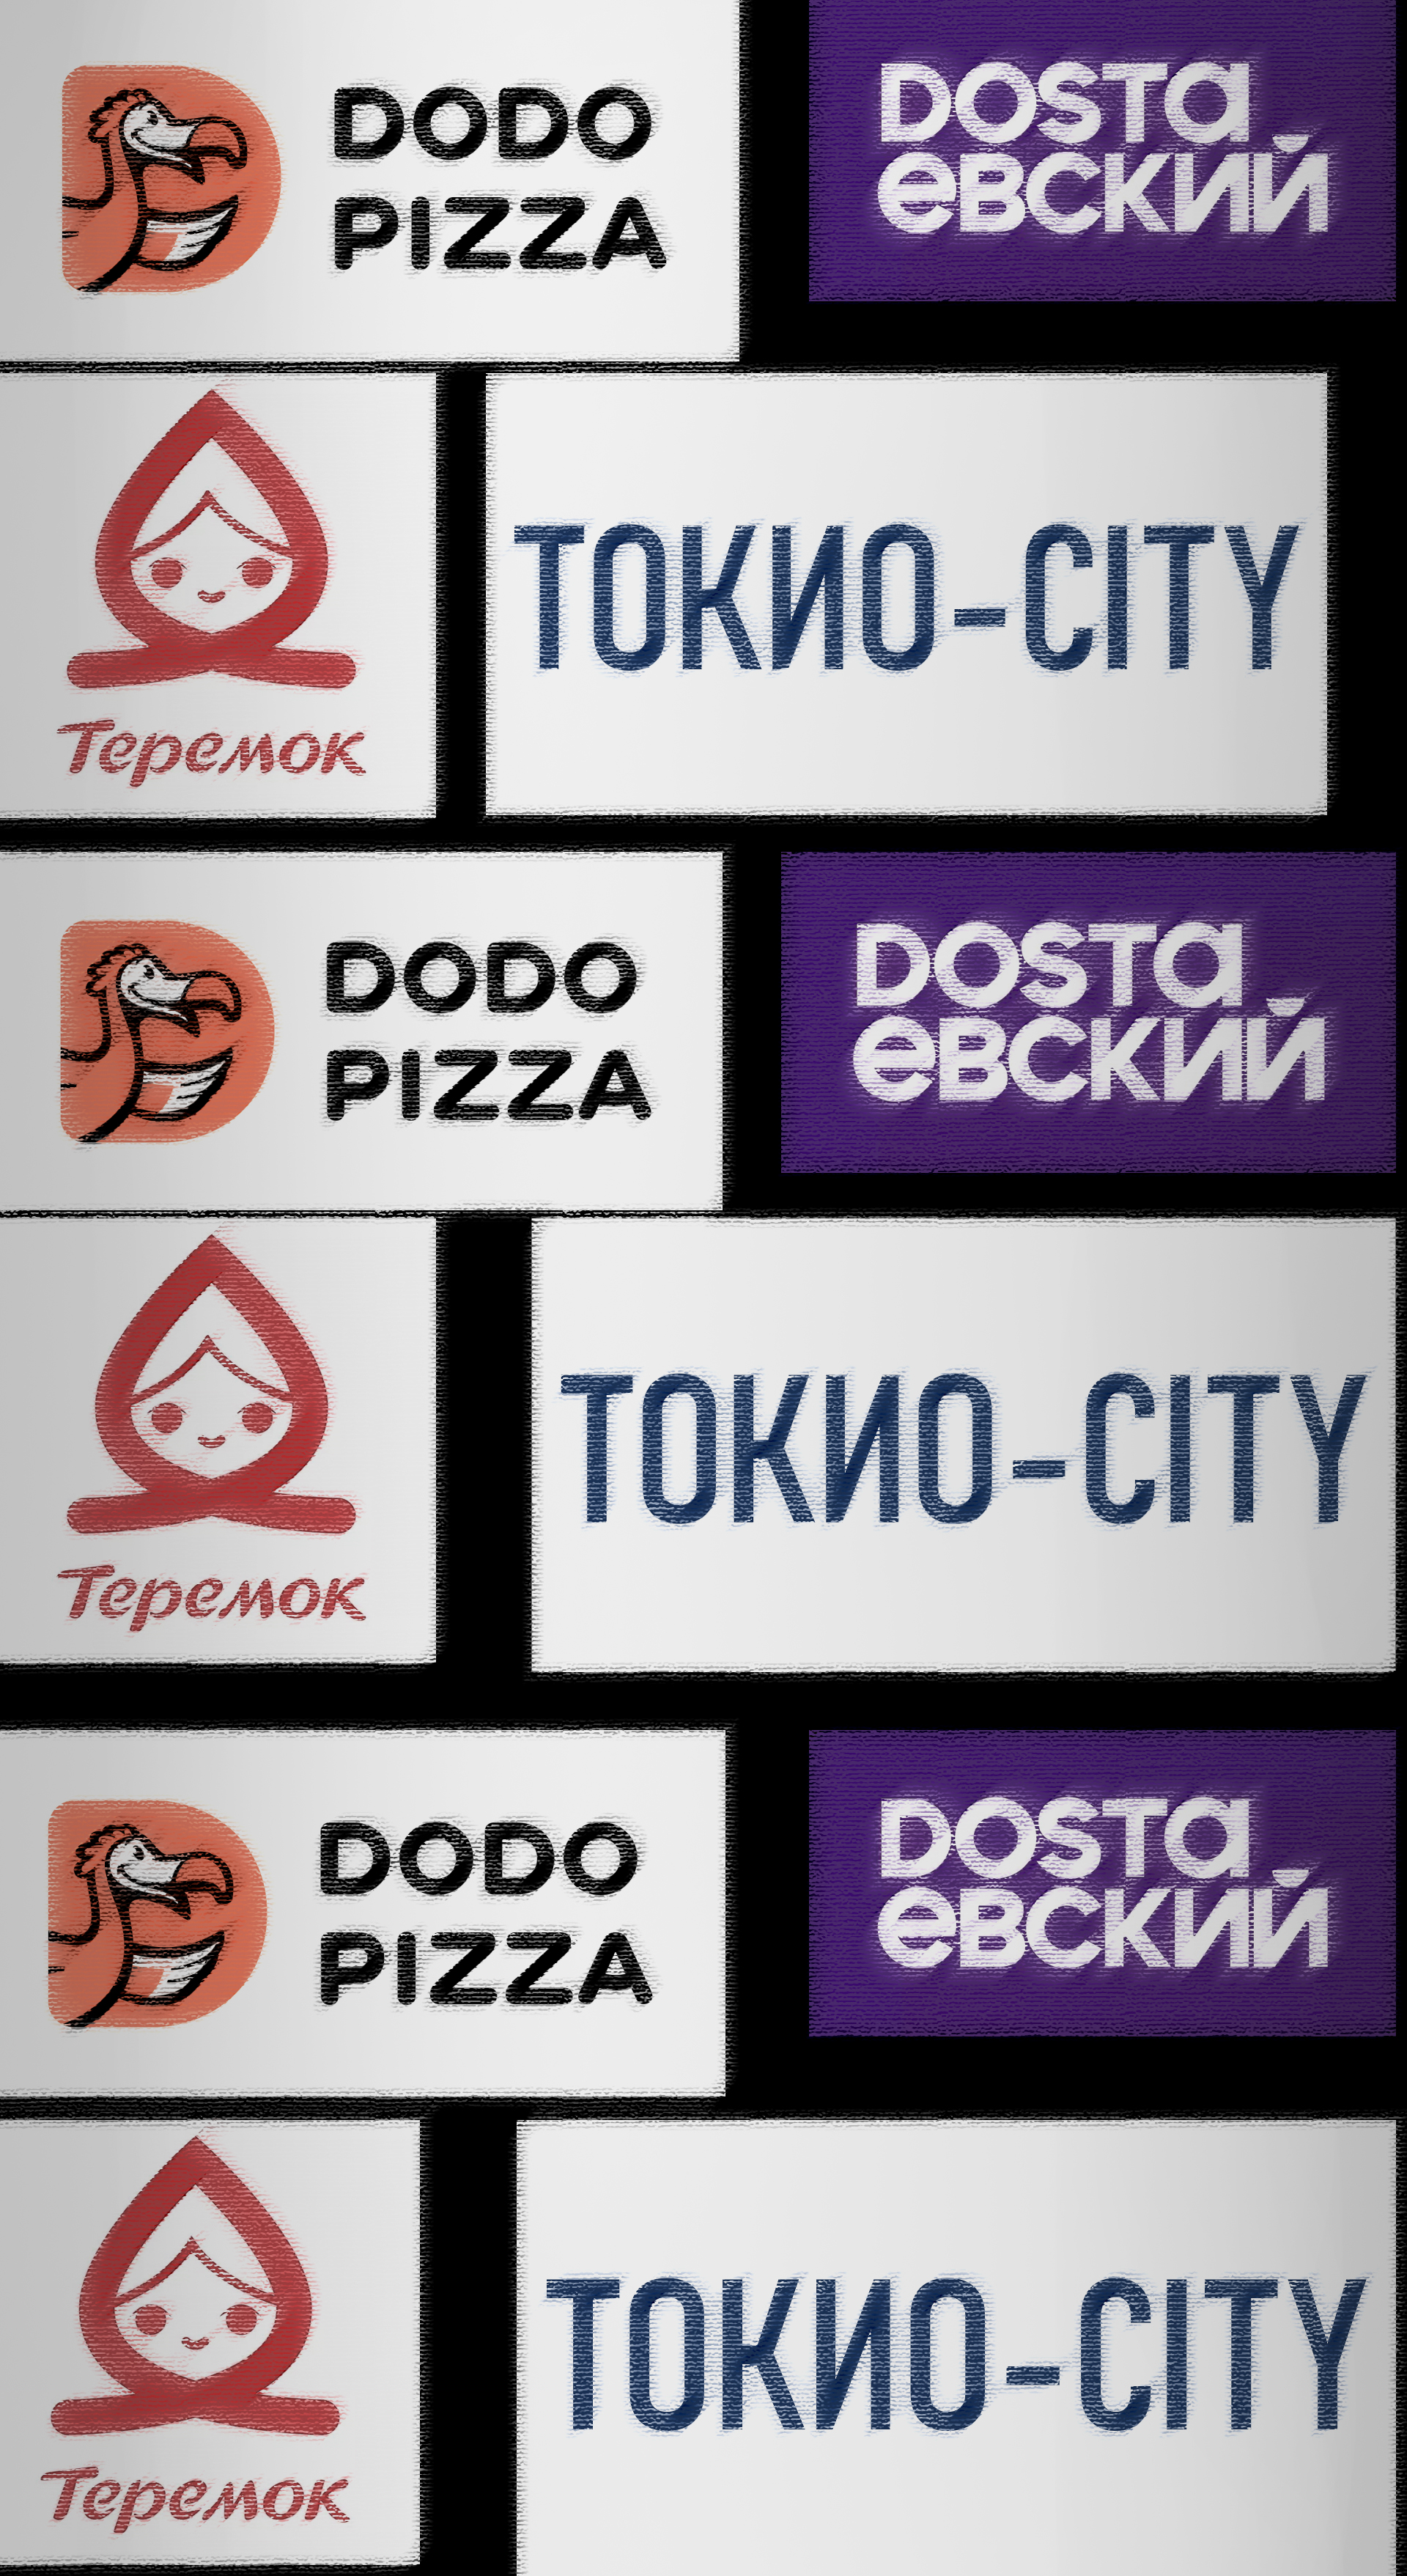 DODO
PIZZA
DOSTA
ЕВСКИЙ
Теремок
ТОКИО-CITY
DODO
PIZZA
DOSTA
ЕВСКИЙ
Теремок
ТОКИО-CITY
DODO
PIZZA
DOSTA
ЕВСКИЙ
Теремок
ТОКИО-CITY